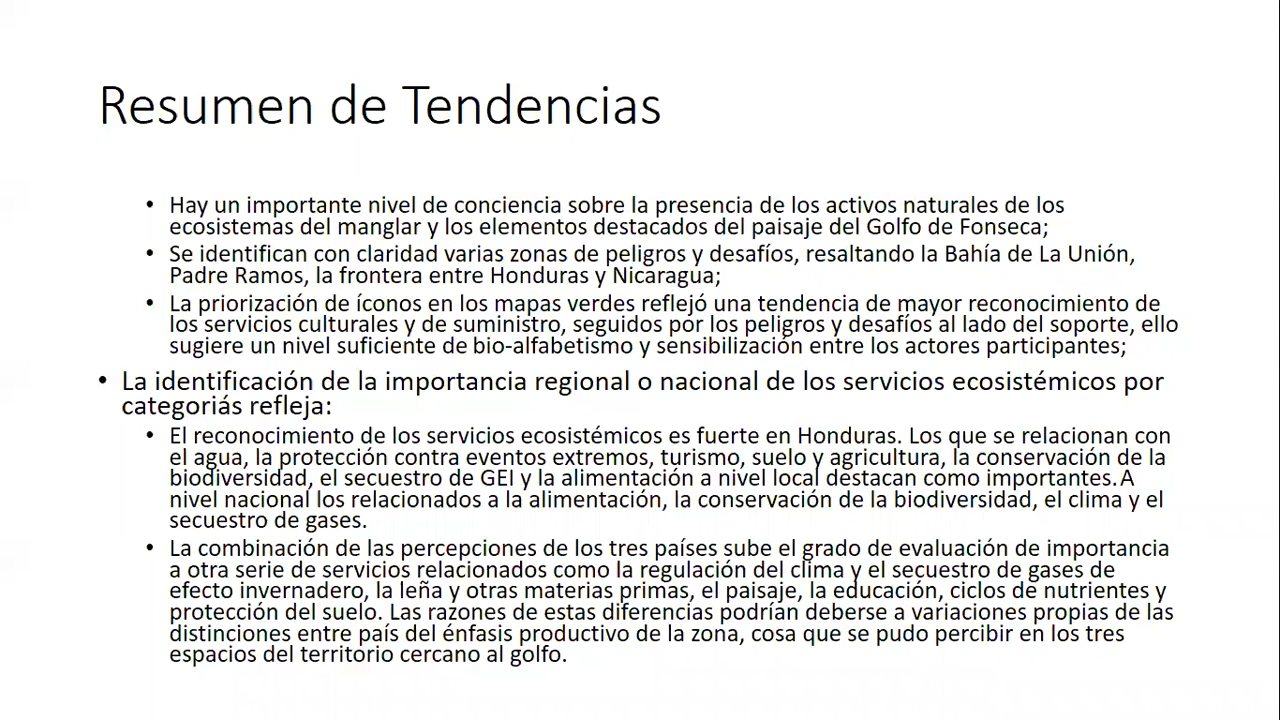 Resumen de Tendencias
• Hay un importante nivel de conciencia sobre la presencia de los activos naturales de los
ecosistemas del manglar y los elementos destacados del paisaje del Golfo de Fonseca;
• Se identifican con claridad varias zonas de peligros y desafíos, resaltando la Bahía de La Unión,
Padre Ramos, la frontera entre Honduras y Nicaragua;
• La priorización de íconos en los mapas verdes reflejó una tendencia de mayor reconocimiento de
los servicios culturales y de suministro, seguidos por los peligros y desafíos al lado del soporte, ello
sugiere un nivel suficiente de bio-alfabetismo y sensibilización entre los actores participantes;
• La identificación de la importancia regional o nacional de los servicios ecosistémicos por
categoriás refleja:
• El reconocimiento de los servicios ecosistémicos es fuerte en Honduras. Los que se relacionan con
el agua, la protección contra eventos extremos, turismo, suelo y agricultura, la conservación de la
biodiversidad, el secuestro de GEI y la alimentación a nivel local destacan como importantes. A
nivel nacional los relacionados a la alimentación, la conservación de la biodiversidad, el clima y el
secuestro de gases.
• La combinación de las percepciones de los tres países sube el grado de evaluación de importancia
a otra serie de servicios relacionados como la regulación del clima y el secuestro de gases de
efecto invernadero, la leña y otras materias primas, el paisaje, la educación, ciclos de nutrientes y
protección del suelo. Las razones de estas diferencias podrían deberse a variaciones propias de las
distinciones entre país del énfasis productivo de la zona, cosa que se pudo percibir en los tres
espacios del territorio cercano al golfo.